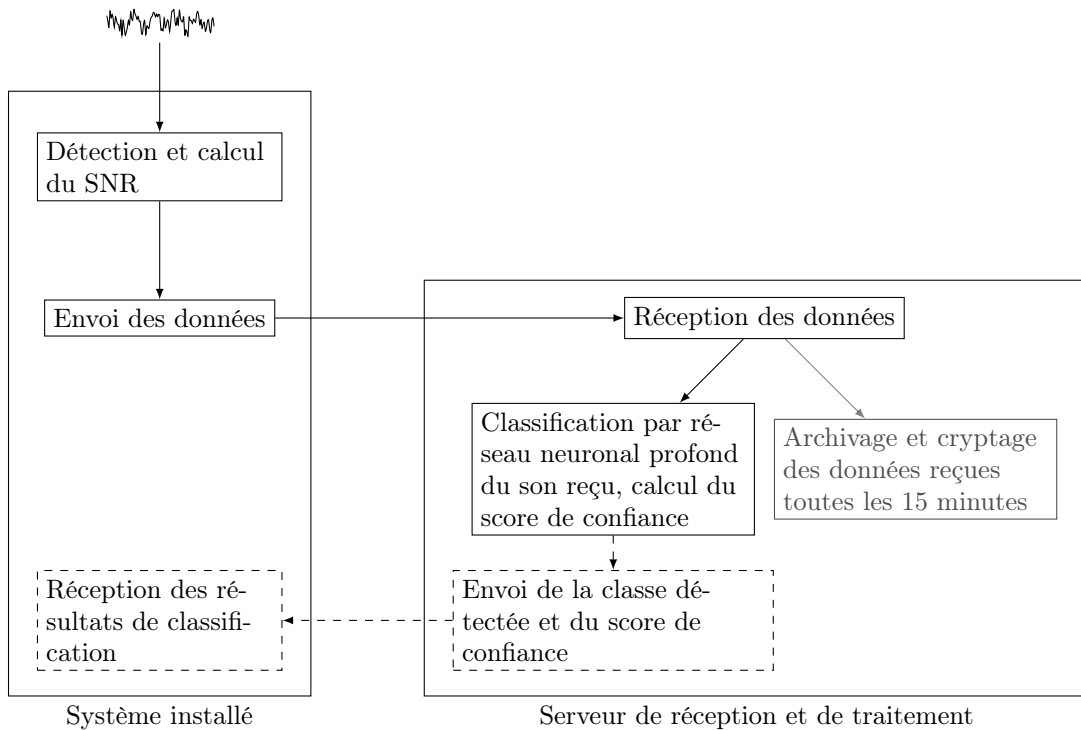 Détection et calcul
du SNR
Envoi des données
Réception des données
Classification par ré-
seau neuronal profond
du son reçu, calcul du
score de confiance
Archivage et cryptage
des données reçues
toutes les 15 minutes
Réception des ré-
sultats de classifi-
cation
Envoi de la classe dé-
tectée et du score de
confiance
Système installé
Serveur de réception et de traitement